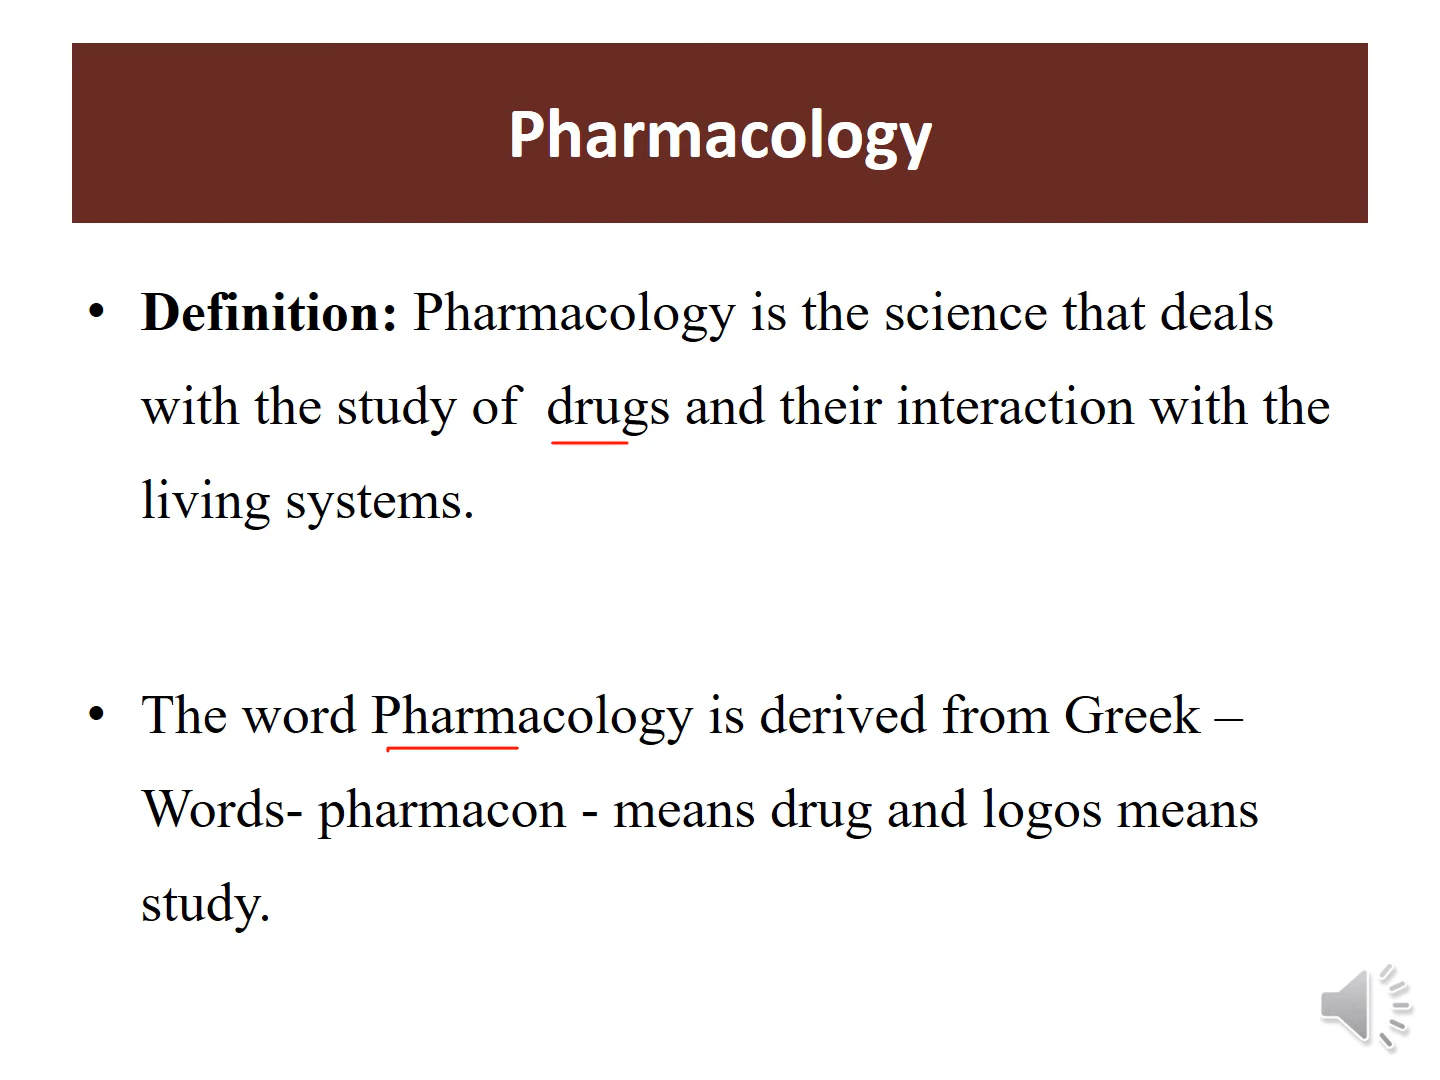 Pharmacology
• Definition: Pharmacology is the science that deals
with the study of  drugs and their interaction with the
living systems.
• The word Pharmacology is derived from Greek –
Words- pharmacon - means drug and logos means
study.